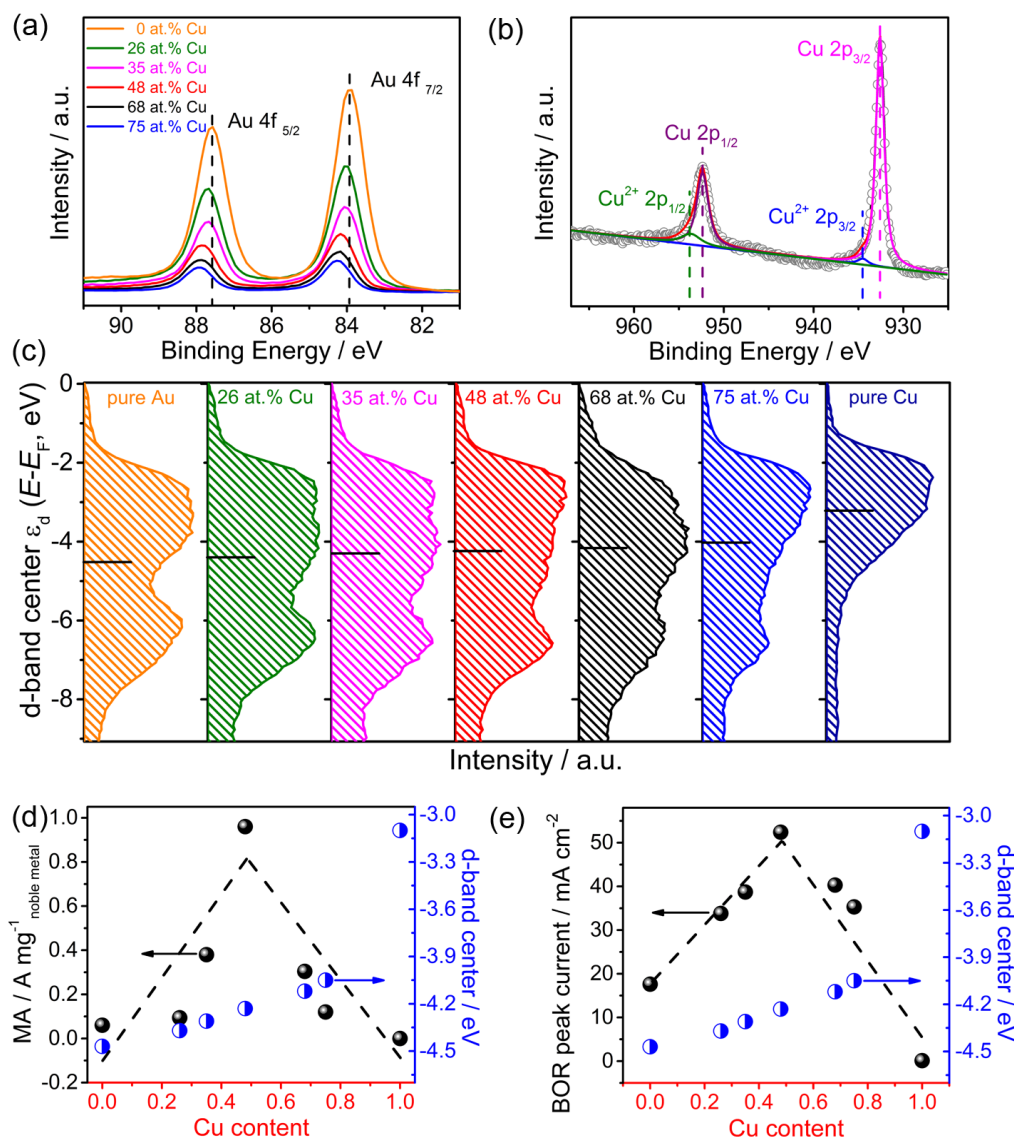 (a)
0 at.% Cu
26 at.% Cu
35 at.% Cu
48 at.% Cu
68 at.% Cu
75 at.% Cu
Au 4f 5/2
Au 4f 7/2
Intensity / a.u.
90 88 86 84 82
Binding Energy / eV
(b)
Cu 2p3/2
Cu 2p1/2
Cu2+ 2p1/2
Cu2+ 2p3/2
Intensity / a.u.
960 950 940 930
Binding Energy / eV
(c)
d-band center εd (E-EF, eV)
0
-2
-4
-6
-8
pure Au 26 at.% Cu 35 at.% Cu 48 at.% Cu 68 at.% Cu 75 at.% Cu pure Cu
Intensity / a.u.
(d)
MA / A mg-1 noble metal
1.0
0.8
0.6
0.4
0.2
0.0
-0.2
0.0 0.2 0.4 0.6 0.8 1.0
Cu content
-3.0
-3.3
-3.6
-3.9
-4.2
-4.5
d-band center / eV
(e)
BOR peak current / mA cm-2
50
40
30
20
10
0
0.0 0.2 0.4 0.6 0.8 1.0
Cu content
-3.0
-3.3
-3.6
-3.9
-4.2
-4.5
d-band center / eV